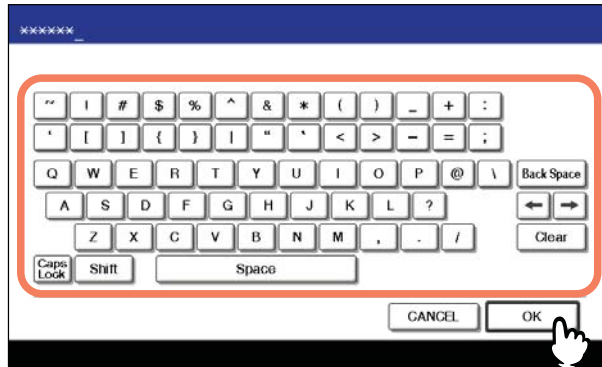 ******_
~ ! # $ % ^ & * ( ) _ + :
' [ ] { } | " ` < > - = ;
Q W E R T Y U I O P @ \ Back Space
A S D F G H J K L ? ← →
Z X C V B N M , . / Clear
Caps Lock Shift Space
CANCEL OK